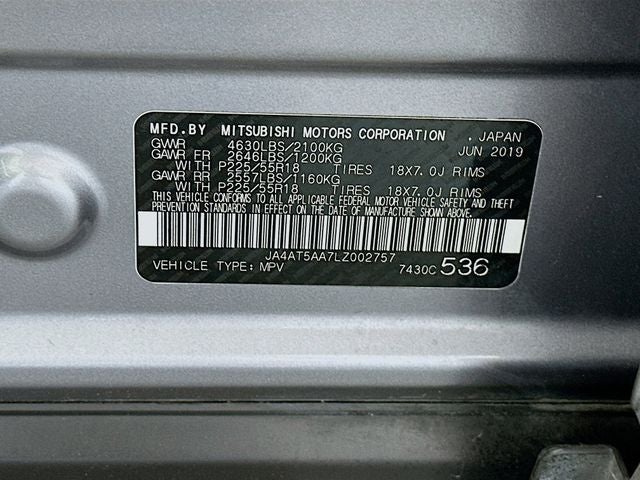 MFD.BY MITSUBISHI MOTORS CORPORATION . JAPAN
GVWR 4630LBS/2100KG JUN 2019
GAWR FR 2646LBS/1200KG
WITH P225/55R18 TIRES 18X7.0J RIMS
GAWR RR 2557LBS/1160KG
WITH P225/55R18 TIRES 18X7.0J RIMS
THIS VEHICLE CONFORMS TO ALL APPLICABLE FEDERAL MOTOR VEHICLE SAFETY AND THEFT
PREVENTION STANDARDS IN EFFECT ON THE DATE OF MANUFACTURE SHOWN ABOVE.
JA4AT5AA7LZ002757
VEHICLE TYPE: MPV 7430C 536